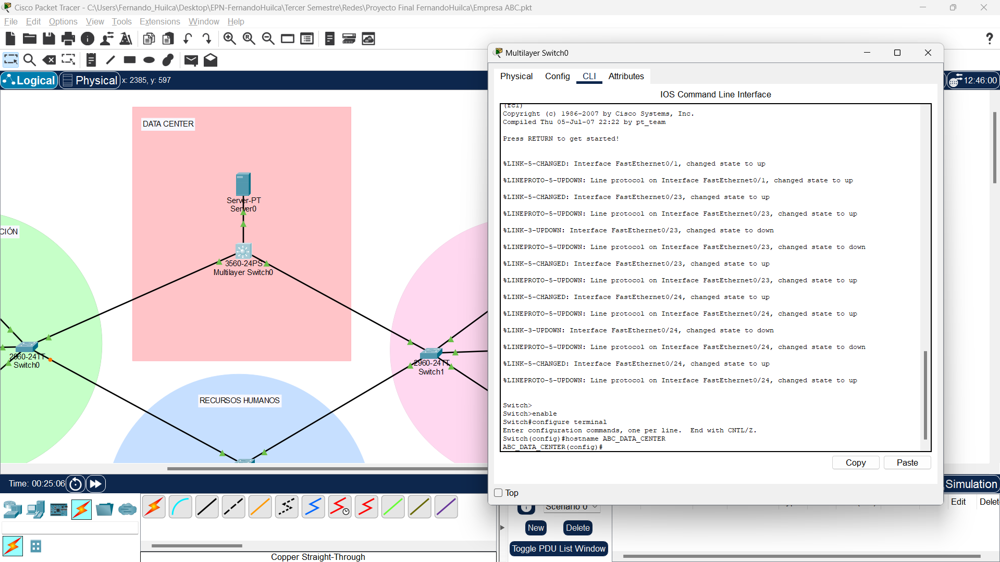 Cisco Packet Tracer - C:\Users\Fernando_Huilca\Desktop\EPN-FernandoHuilca\Tercer Semestre\Redes\Proyecto Final FernandoHuilca\Empresa ABC.pkt
File Edit Options View Tools Extensions Window Help
Logical Physical x: 2385, y: 597
12:46:00
DATA CENTER
Server-PT
Server0
CIÓN
3560-24PS
Multilayer Switch0
2960-24TT
Switch0
2960-24TT
Switch1
RECURSOS HUMANOS
Multilayer Switch0
Physical Config CLI Attributes
IOS Command Line Interface
(fc1)
Copyright (c) 1986-2007 by Cisco Systems, Inc.
Compiled Thu 05-Jul-07 22:22 by pt_team
Press RETURN to get started!
%LINK-5-CHANGED: Interface FastEthernet0/1, changed state to up
%LINEPROTO-5-UPDOWN: Line protocol on Interface FastEthernet0/1, changed state to up
%LINK-5-CHANGED: Interface FastEthernet0/23, changed state to up
%LINEPROTO-5-UPDOWN: Line protocol on Interface FastEthernet0/23, changed state to up
%LINK-3-UPDOWN: Interface FastEthernet0/23, changed state to down
%LINEPROTO-5-UPDOWN: Line protocol on Interface FastEthernet0/23, changed state to down
%LINK-5-CHANGED: Interface FastEthernet0/23, changed state to up
%LINEPROTO-5-UPDOWN: Line protocol on Interface FastEthernet0/23, changed state to up
%LINK-5-CHANGED: Interface FastEthernet0/24, changed state to up
%LINEPROTO-5-UPDOWN: Line protocol on Interface FastEthernet0/24, changed state to up
%LINK-3-UPDOWN: Interface FastEthernet0/24, changed state to down
%LINEPROTO-5-UPDOWN: Line protocol on Interface FastEthernet0/24, changed state to down
%LINK-5-CHANGED: Interface FastEthernet0/24, changed state to up
%LINEPROTO-5-UPDOWN: Line protocol on Interface FastEthernet0/24, changed state to up
Switch>
Switch>enable
Switch#configure terminal
Enter configuration commands, one per line. End with CNTL/Z.
Switch(config)#hostname ABC_DATA_CENTER
ABC_DATA_CENTER(config)#
Copy Paste
Top
Time: 00:25:06
Simulation
Scenario 0
Edit Delet
New Delete
Toggle PDU List Window
Copper Straight-Through